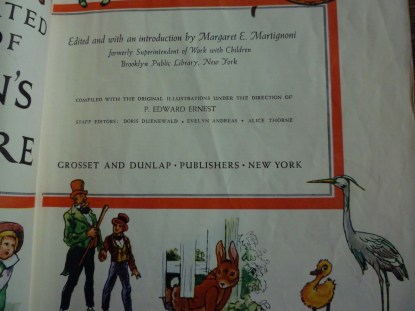 TED
OF
N'S
RE
Edited and with an introduction by Margaret E. Martignoni
formerly Superintendent of Work with Children
Brooklyn Public Library, New York
COMPILED WITH THE ORIGINAL ILLUSTRATIONS UNDER THE DIRECTION OF
P. EDWARD ERNEST
STAFF EDITORS: DORIS DUENEWALD • EVELYN ANDREAS • ALICE THORNE
GROSSET AND DUNLAP • PUBLISHERS • NEW YORK